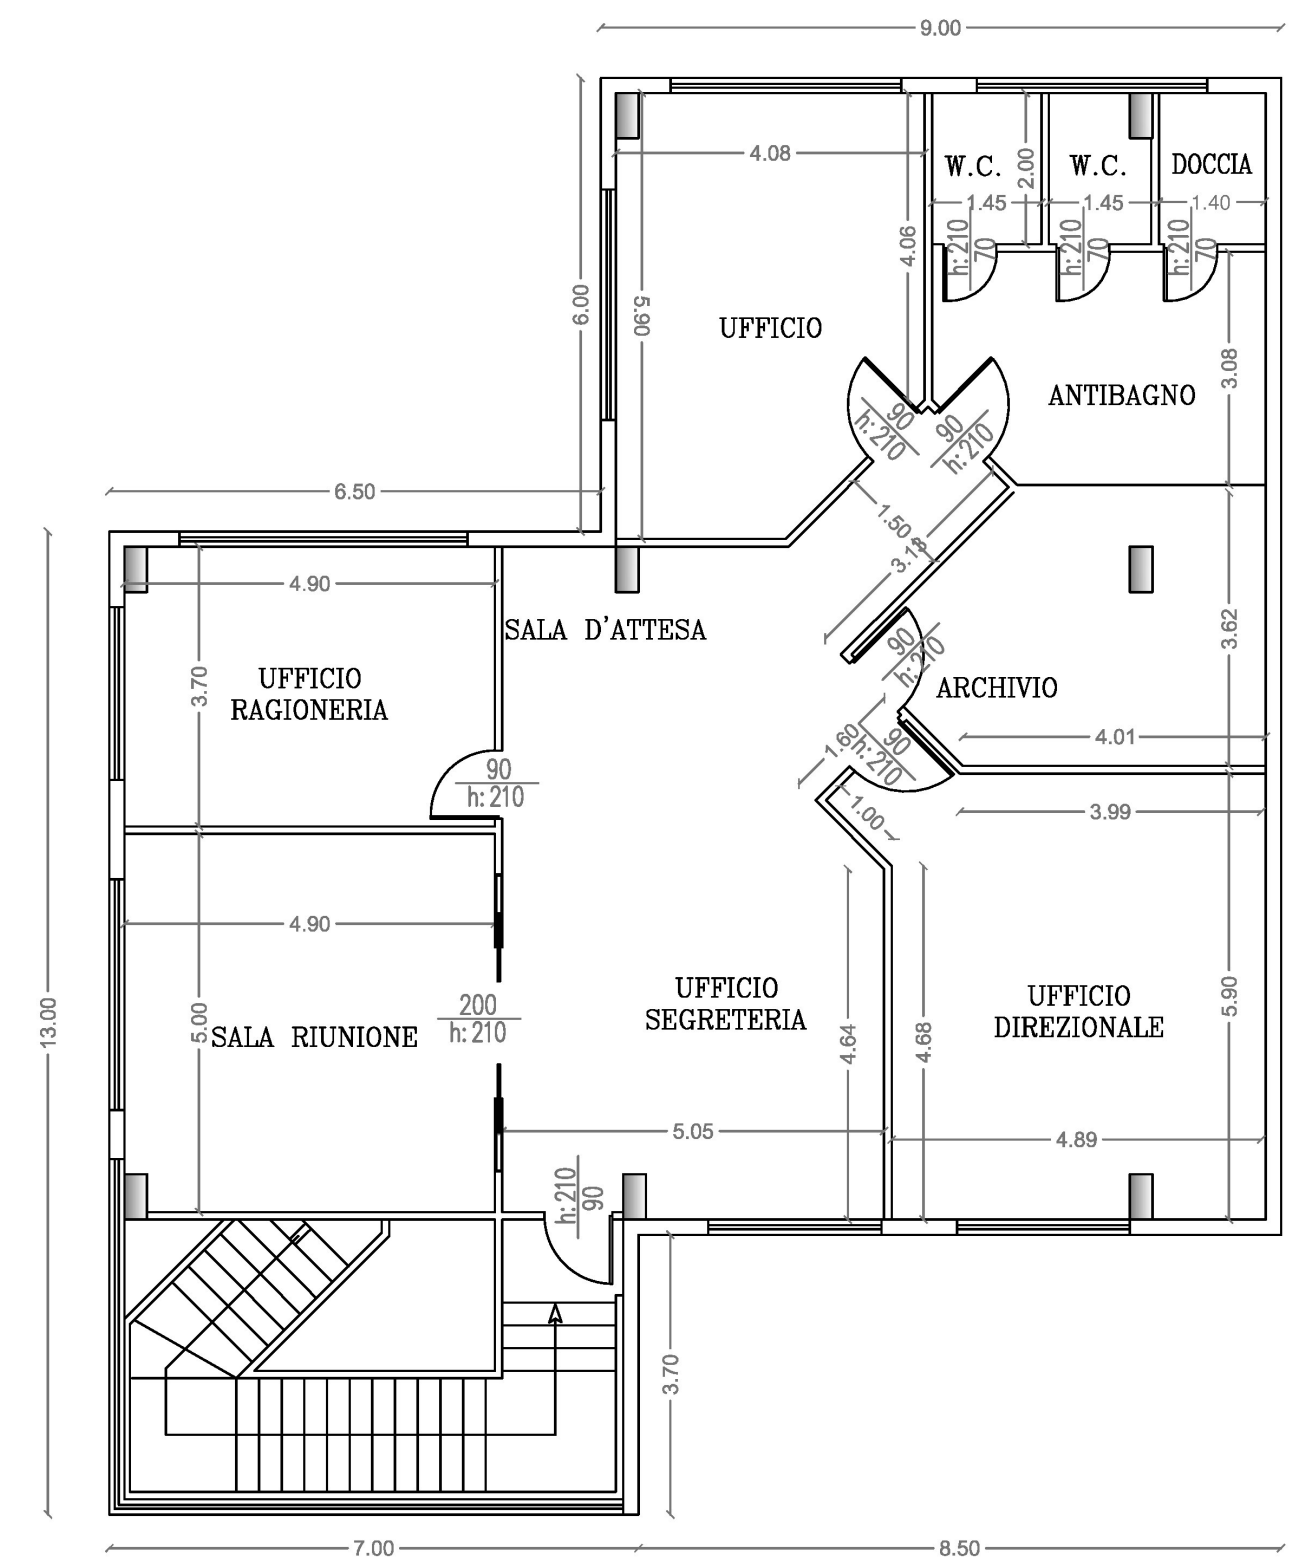 9.00
4.08
W.C.
2.00
W.C.
DOCCIA
1.45
1.45
1.40
h:210
70
h:210
70
h:210
70
4.06
6.00
5.90
UFFICIO
3.08
ANTIBAGNO
90
h:210
90
h:210
6.50
1.50
3.13
4.90
SALA D'ATTESA
3.62
90
h:210
UFFICIO
RAGIONERIA
3.70
ARCHIVIO
4.01
1.60
90
h:210
90
h:210
1.00
3.99
4.90
13.00
5.00
SALA RIUNIONE
200
h:210
UFFICIO
SEGRETERIA
4.64
4.68
UFFICIO
DIREZIONALE
5.90
5.05
4.89
h:210
90
3.70
7.00
8.50